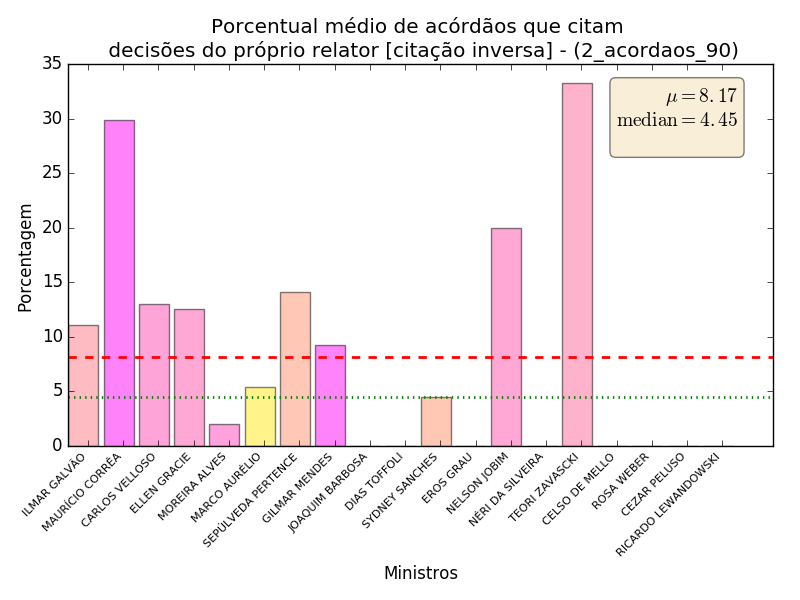 Porcentual médio de acórdãos que citam
decisões do próprio relator [citação inversa] - (2_acordaos_90)
μ = 8.17
median = 4.45
Porcentagem
35
30
25
20
15
10
5
0
ILMAR GALVÃO
MAURÍCIO CORRÊA
CARLOS VELLOSO
ELLEN GRACIE
MOREIRA ALVES
MARCO AURÉLIO
SEPÚLVEDA PERTENCE
GILMAR MENDES
JOAQUIM BARBOSA
DIAS TOFFOLI
SYDNEY SANCHES
EROS GRAU
NELSON JOBIM
NÉRI DA SILVEIRA
TEORI ZAVASCKI
CELSO DE MELLO
ROSA WEBER
CEZAR PELUSO
RICARDO LEWANDOWSKI
Ministros